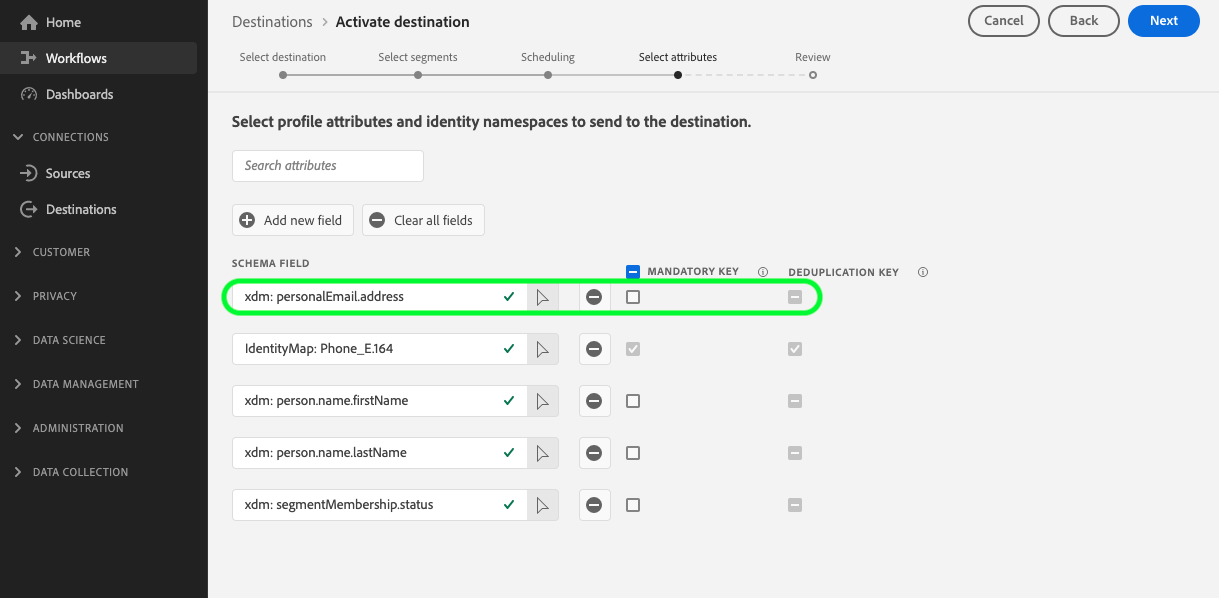 Home
Workflows
Dashboards
CONNECTIONS
Sources
Destinations
CUSTOMER
PRIVACY
DATA SCIENCE
DATA MANAGEMENT
ADMINISTRATION
DATA COLLECTION
Destinations > Activate destination
Cancel
Back
Next
Select destination
Select segments
Scheduling
Select attributes
Review
Select profile attributes and identity namespaces to send to the destination.
Search attributes
Add new field
Clear all fields
SCHEMA FIELD
MANDATORY KEY
DEDUPLICATION KEY
xdm: personalEmail.address
IdentityMap: Phone_E.164
xdm: person.name.firstName
xdm: person.name.lastName
xdm: segmentMembership.status